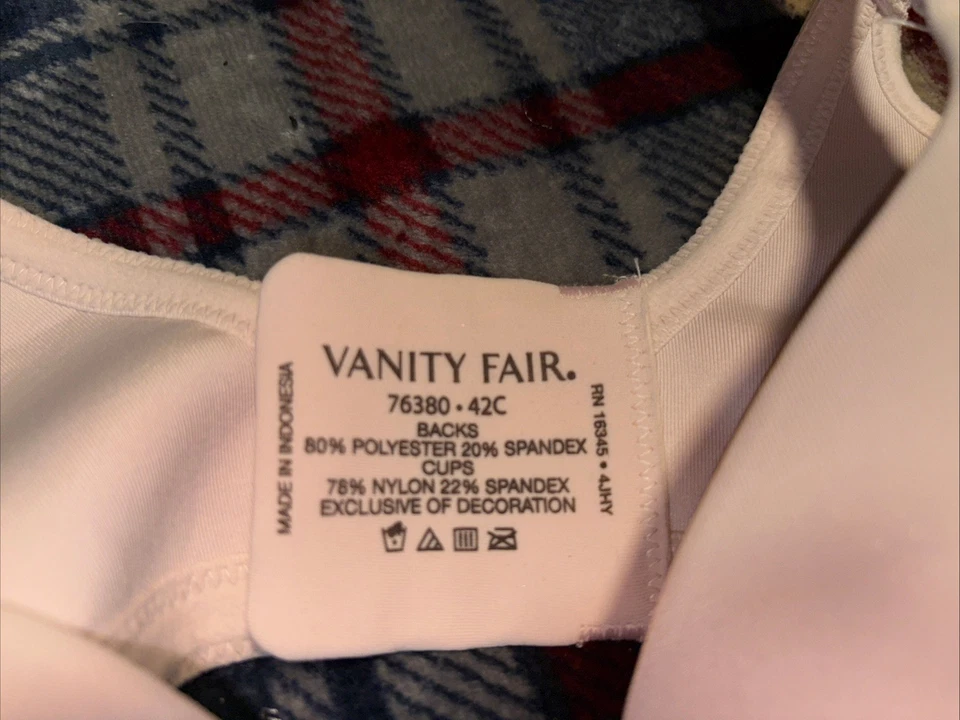 VANITY FAIR.
76380 • 42C
BACKS
80% POLYESTER 20% SPANDEX
CUPS
78% NYLON 22% SPANDEX
EXCLUSIVE OF DECORATION
MADE IN INDONESIA
RN 16345 • 4JHY